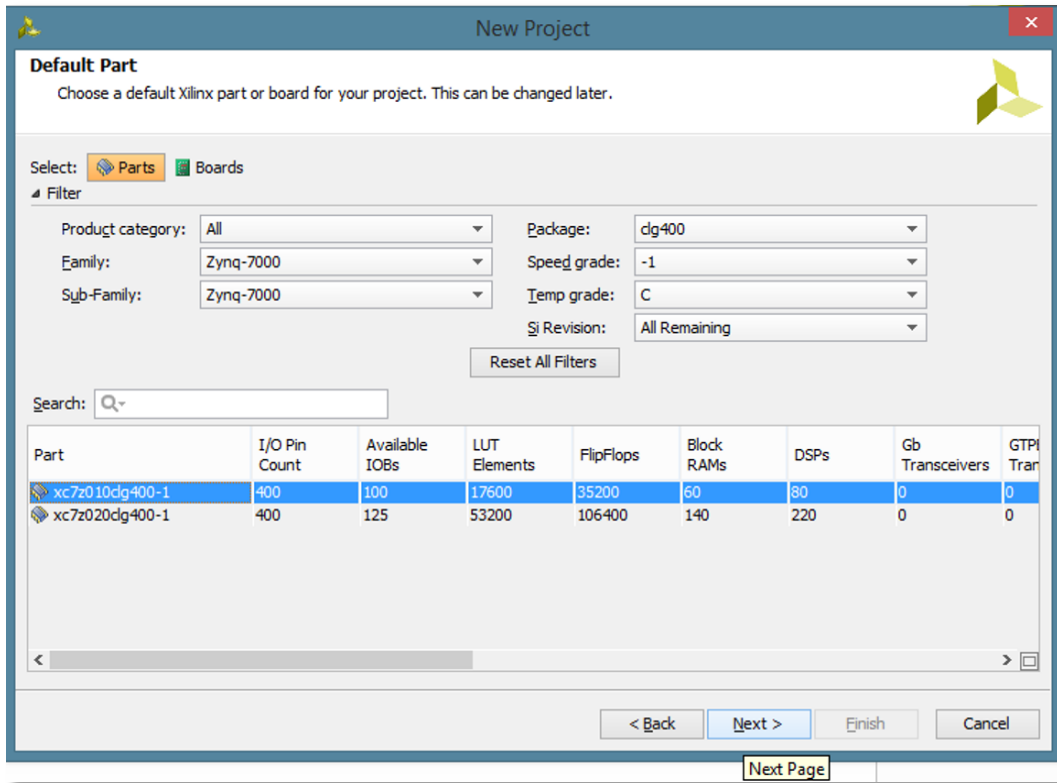 New Project
Default Part
Choose a default Xilinx part or board for your project. This can be changed later.
Select: Parts Boards
Filter
Product category: All Package: clg400
Family: Zynq-7000 Speed grade: -1
Sub-Family: Zynq-7000 Temp grade: C
Si Revision: All Remaining
Reset All Filters
Search:
Part I/O Pin Count Available IOBs LUT Elements FlipFlops Block RAMs DSPs Gb Transceivers
xc7z010clg400-1 400 100 17600 35200 60 80 0 0
xc7z020clg400-1 400 125 53200 106400 140 220 0 0
< Back Next > Finish Cancel
Next Page